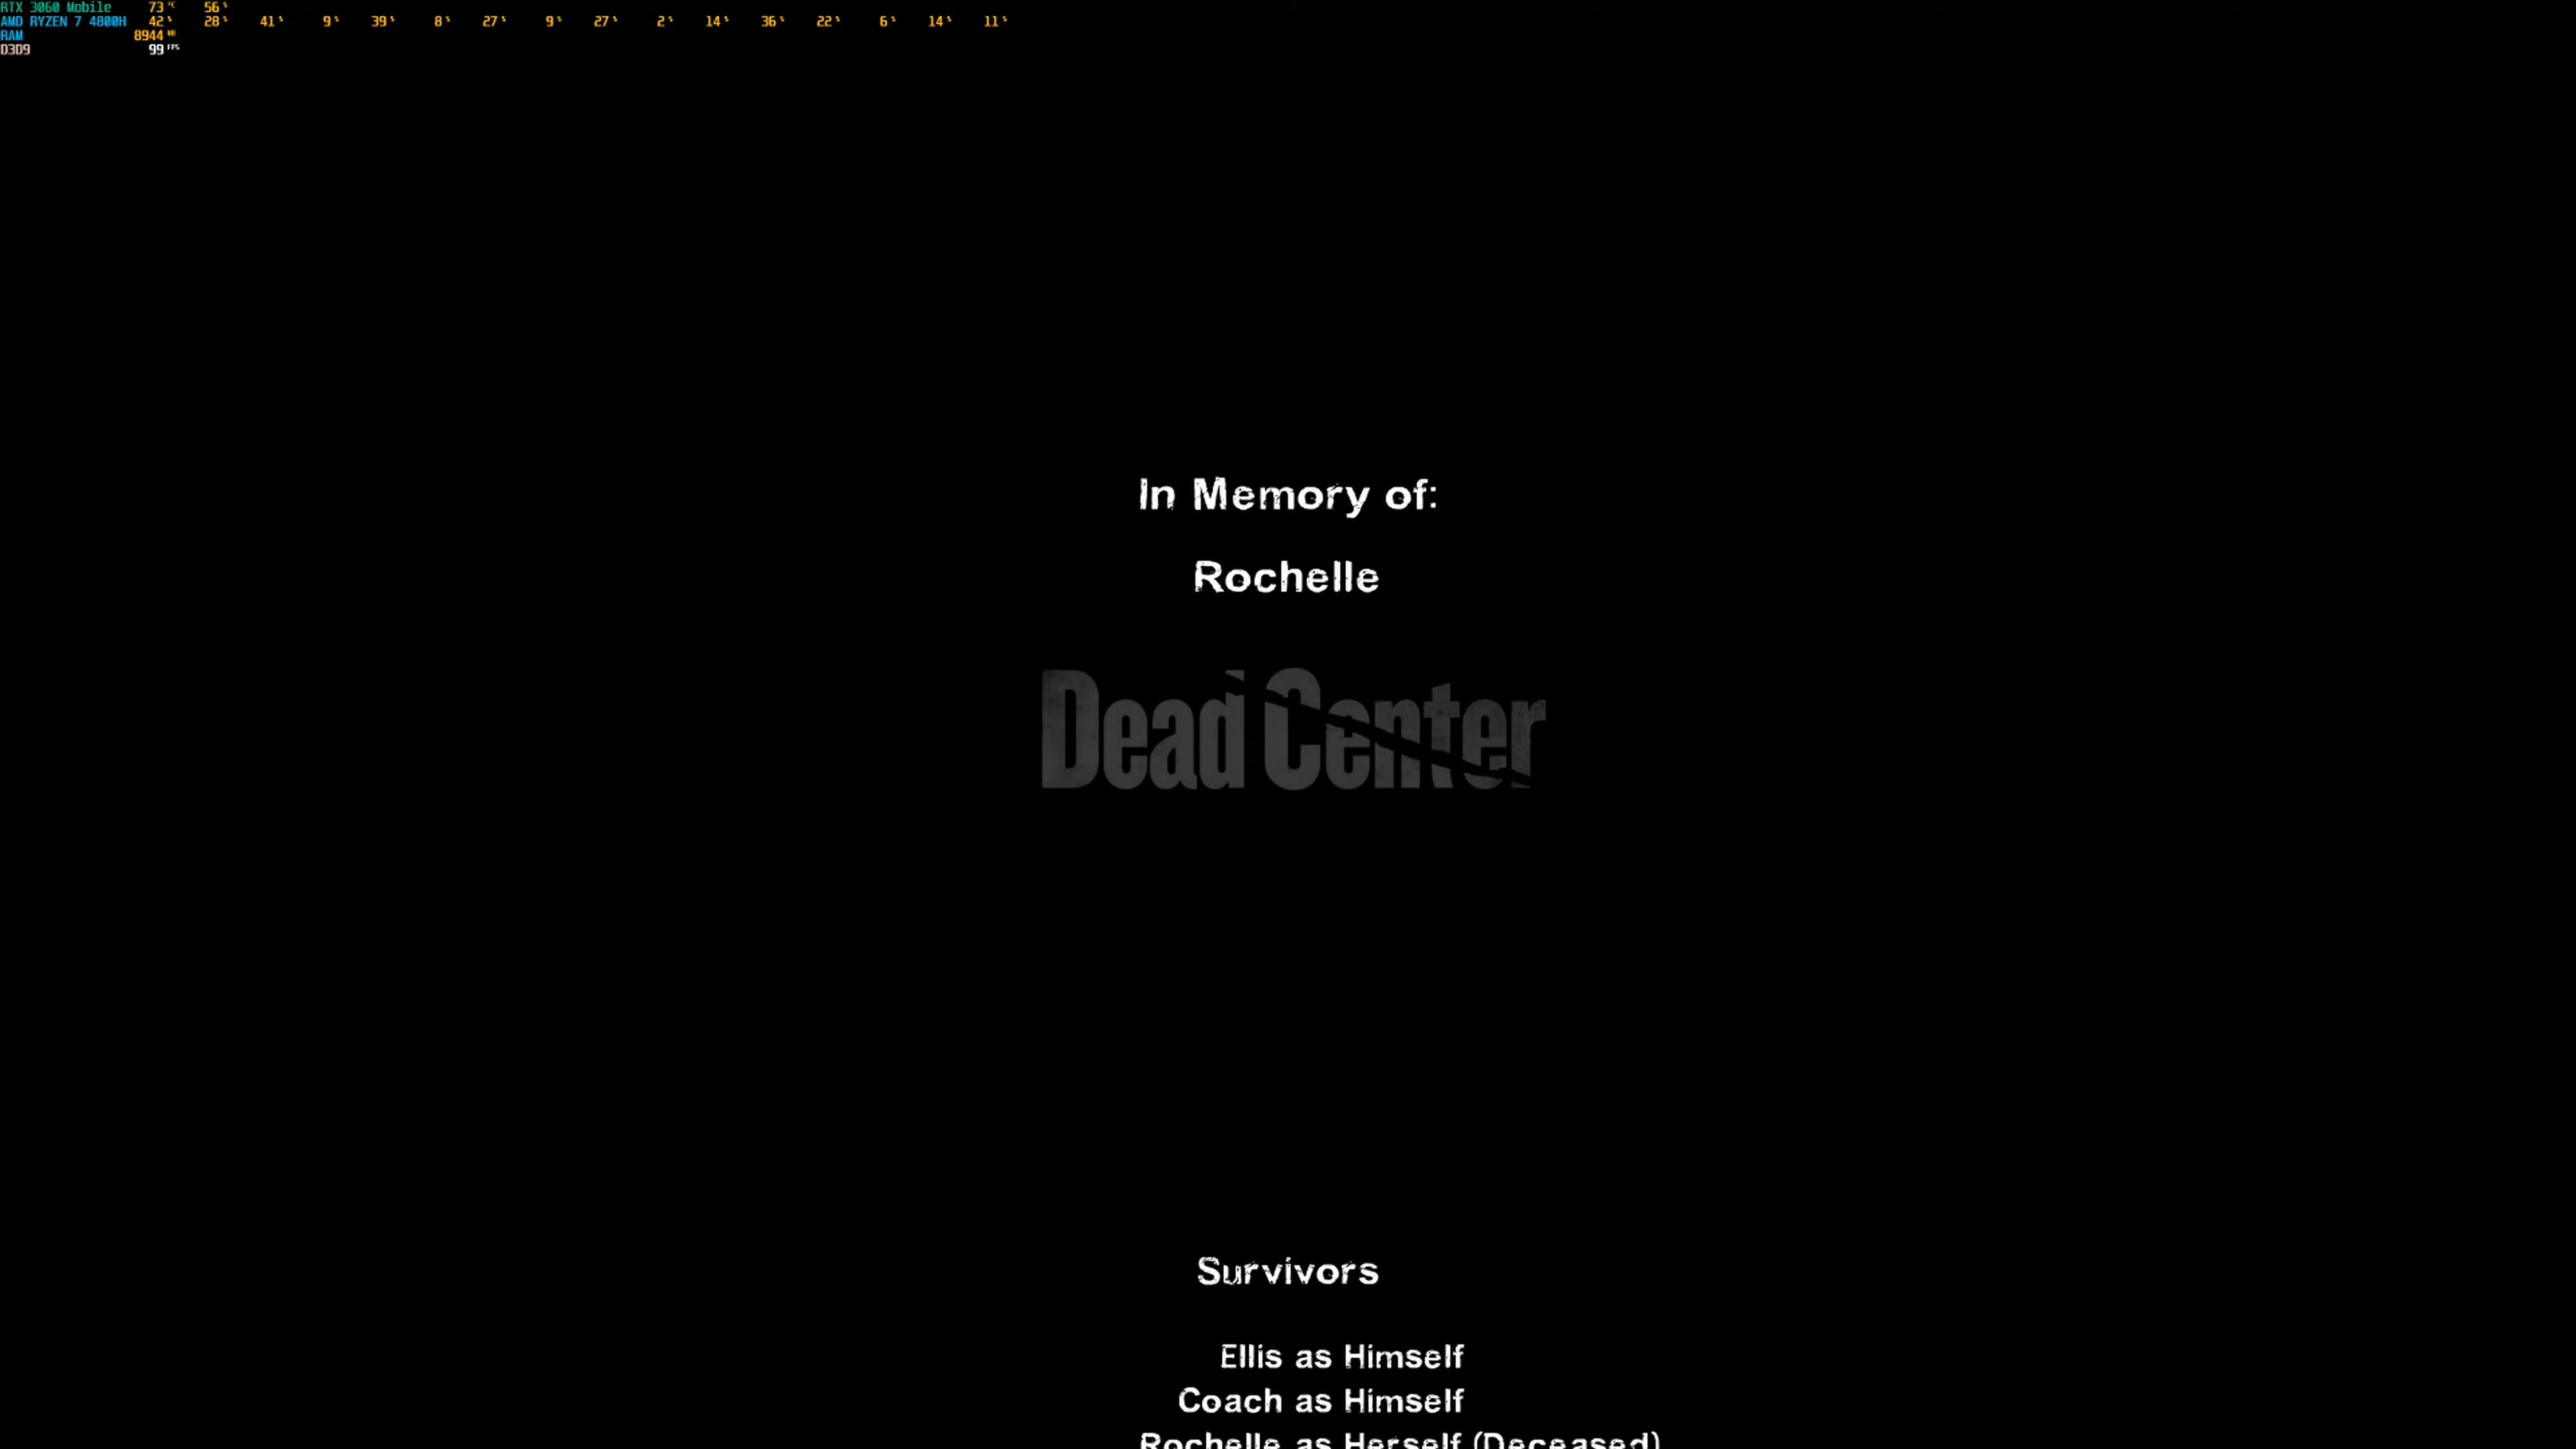 RTX 3060 Mobile 73 °C 56 %
AMD RYZEN 7 4800H 42 % 28 % 41 % 9 % 39 % 8 % 27 % 9 % 27 % 2 % 14 % 36 % 22 % 6 % 14 % 11 %
RAM 8944 MB
D3D9 99 FPS
In Memory of:
Rochelle
Dead Center
Survivors
Ellis as Himself
Coach as Himself
Rochelle as Herself (Deceased)